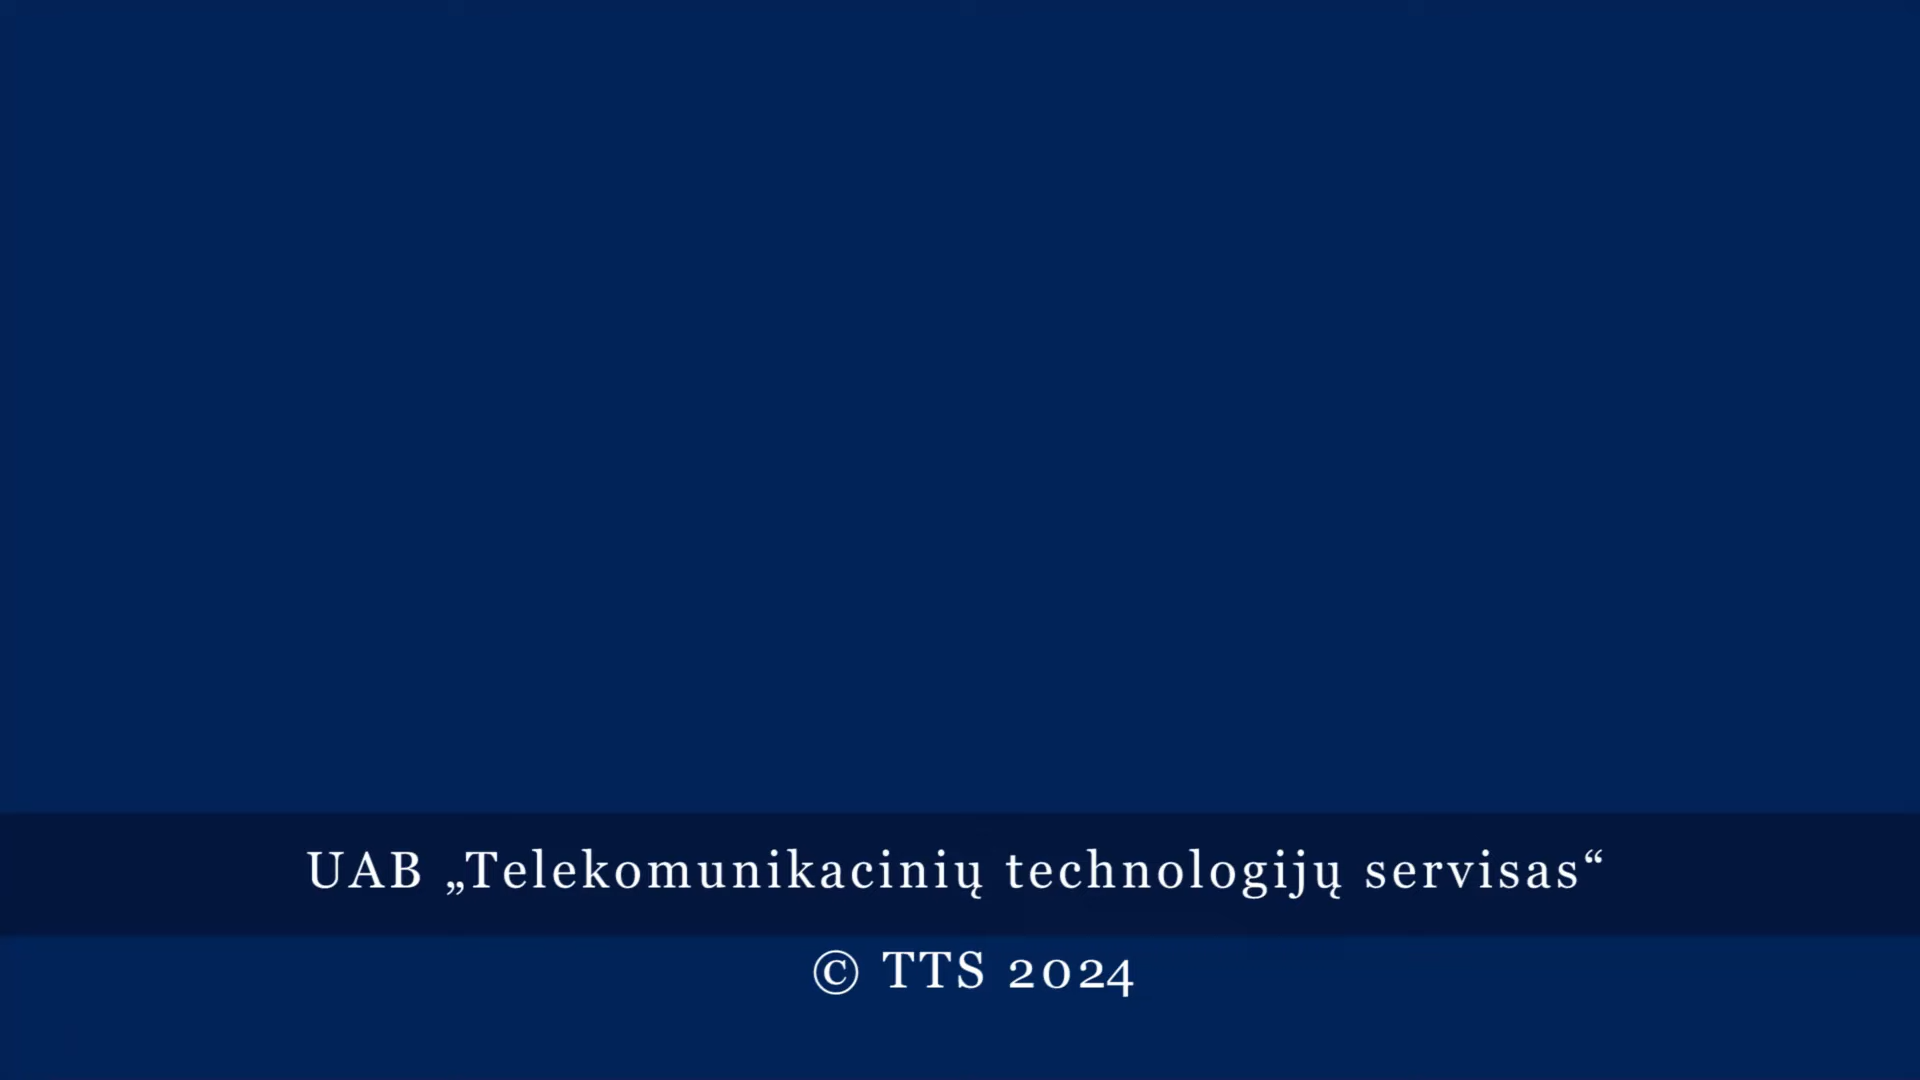 UAB „Telekomunikacinių technologijų servisas“
© TTS 2024